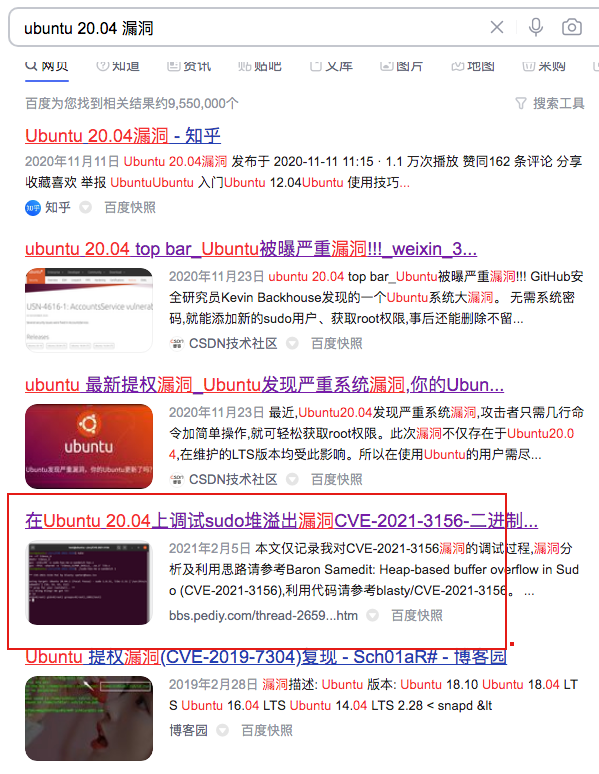 ubuntu 20.04 漏洞
网页 知道 资讯 贴吧 文库 图片 地图 采购
百度为您找到相关结果约9,550,000个 搜索工具
Ubuntu 20.04漏洞 - 知乎
2020年11月11日 Ubuntu 20.04漏洞 发布于 2020-11-11 11:15 · 1.1 万次播放 赞同162 条评论 分享
收藏喜欢 举报 UbuntuUbuntu 入门Ubuntu 12.04Ubuntu 使用技巧...
知乎 知乎 百度快照
ubuntu 20.04 top bar_Ubuntu被曝严重漏洞!!!_weixin_3...
USN-4616-1: AccountsService vulnerab
Releases
2020年11月23日 ubuntu 20.04 top bar_Ubuntu被曝严重漏洞!!! GitHub安
全研究员Kevin Backhouse发现的一个Ubuntu系统大漏洞。 无需系统密
码,就能添加新的sudo用户、获取root权限,事后还能删除不留...
CSDN技术社区 百度快照
ubuntu 最新提权漏洞_Ubuntu发现严重系统漏洞,你的Ubun...
ubuntu
Ubuntu发现严重漏洞，你的Ubuntu更新了吗?
2020年11月23日 最近,Ubuntu20.04发现严重系统漏洞,攻击者只需几行命
令加简单操作,就可轻松获取root权限。此次漏洞不仅存在于Ubuntu20.0
4,在维护的LTS版本均受此影响。所以在使用Ubuntu的用户需尽...
CSDN技术社区 百度快照
在Ubuntu 20.04上调试sudo堆溢出漏洞CVE-2021-3156-二进制...
2021年2月5日 本文仅记录我对CVE-2021-3156漏洞的调试过程,漏洞分
析及利用思路请参考Baron Samedit: Heap-based buffer overflow in Sud
o (CVE-2021-3156),利用代码请参考blasty/CVE-2021-3156。 ...
bbs.pediy.com/thread-2659...htm 百度快照
Ubuntu 提权漏洞(CVE-2019-7304)复现 - Sch01aR# - 博客园
2019年2月28日 漏洞描述: Ubuntu 版本: Ubuntu 18.10 Ubuntu 18.04 LT
S Ubuntu 16.04 LTS Ubuntu 14.04 LTS 2.28 < snapd &lt
博客园 百度快照